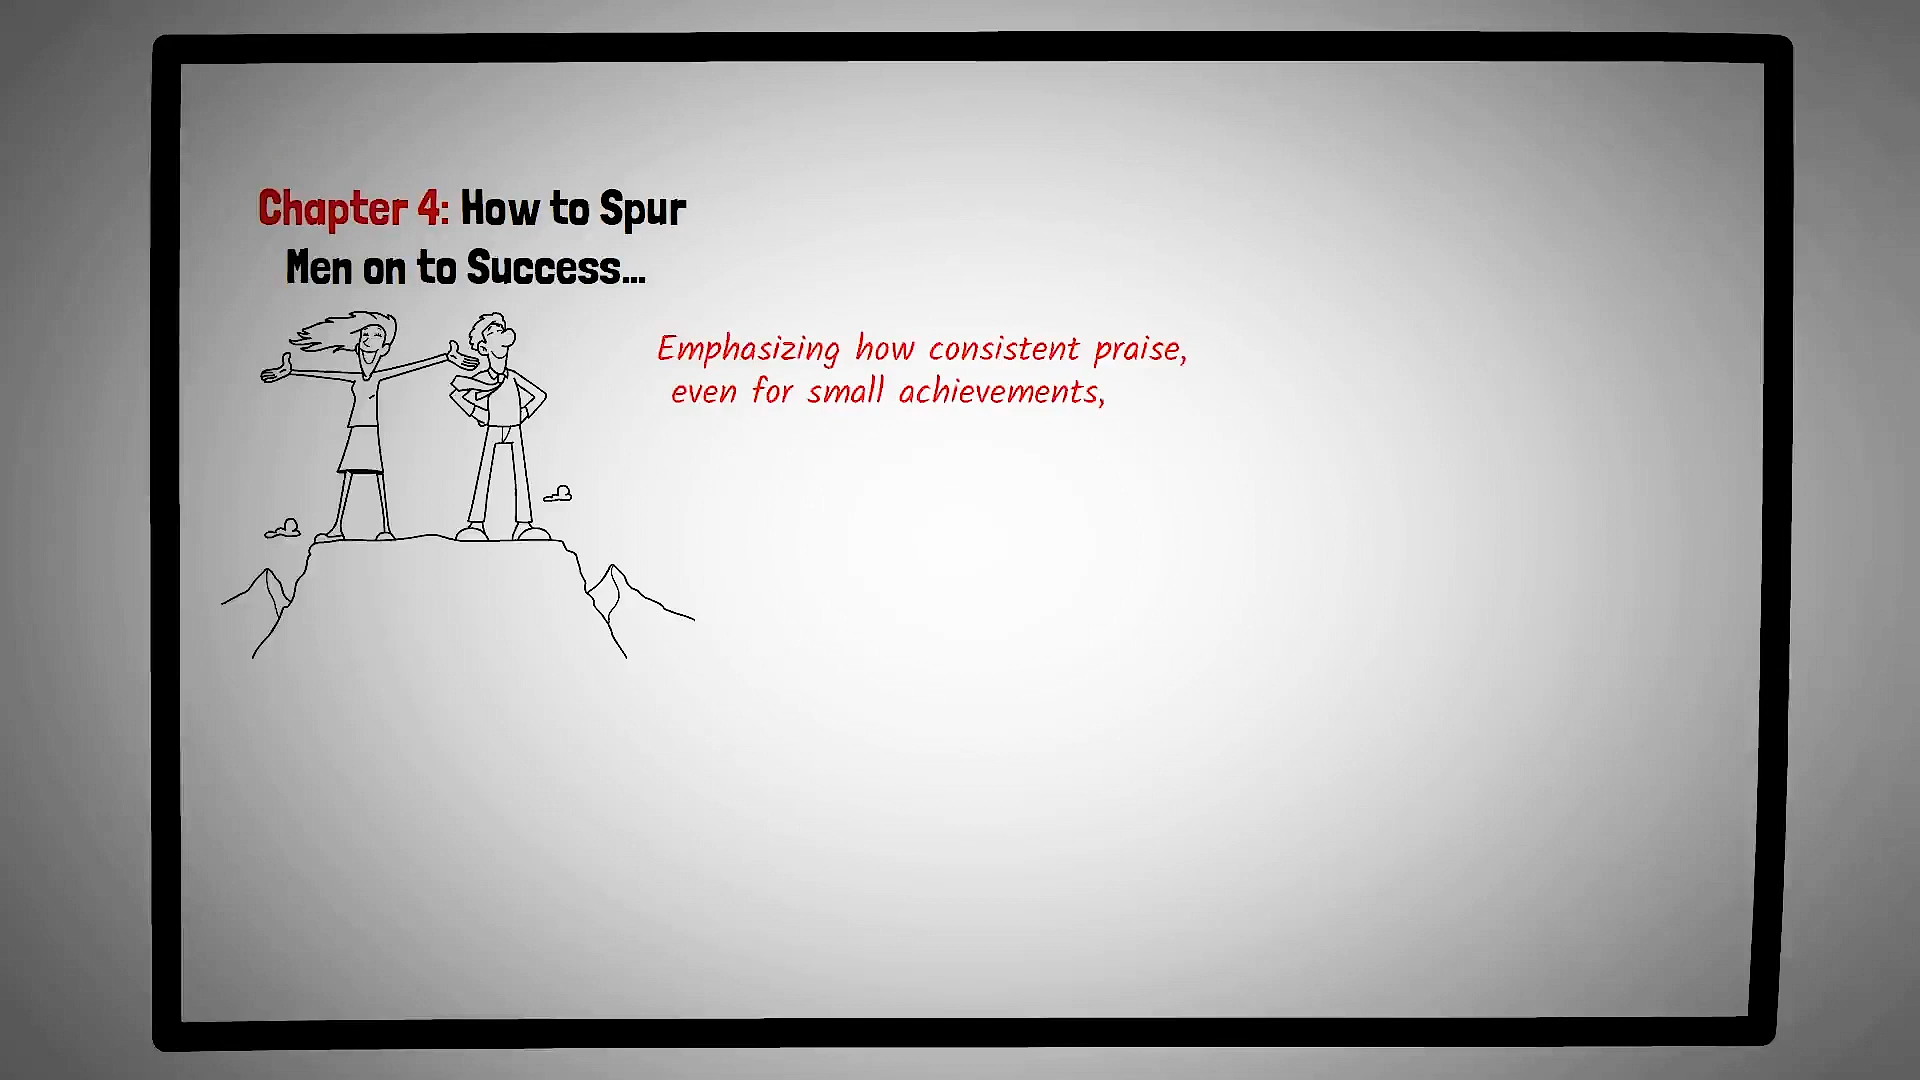 Chapter 4: How to Spur
Men on to Success...
Emphasizing how consistent praise,
even for small achievements,